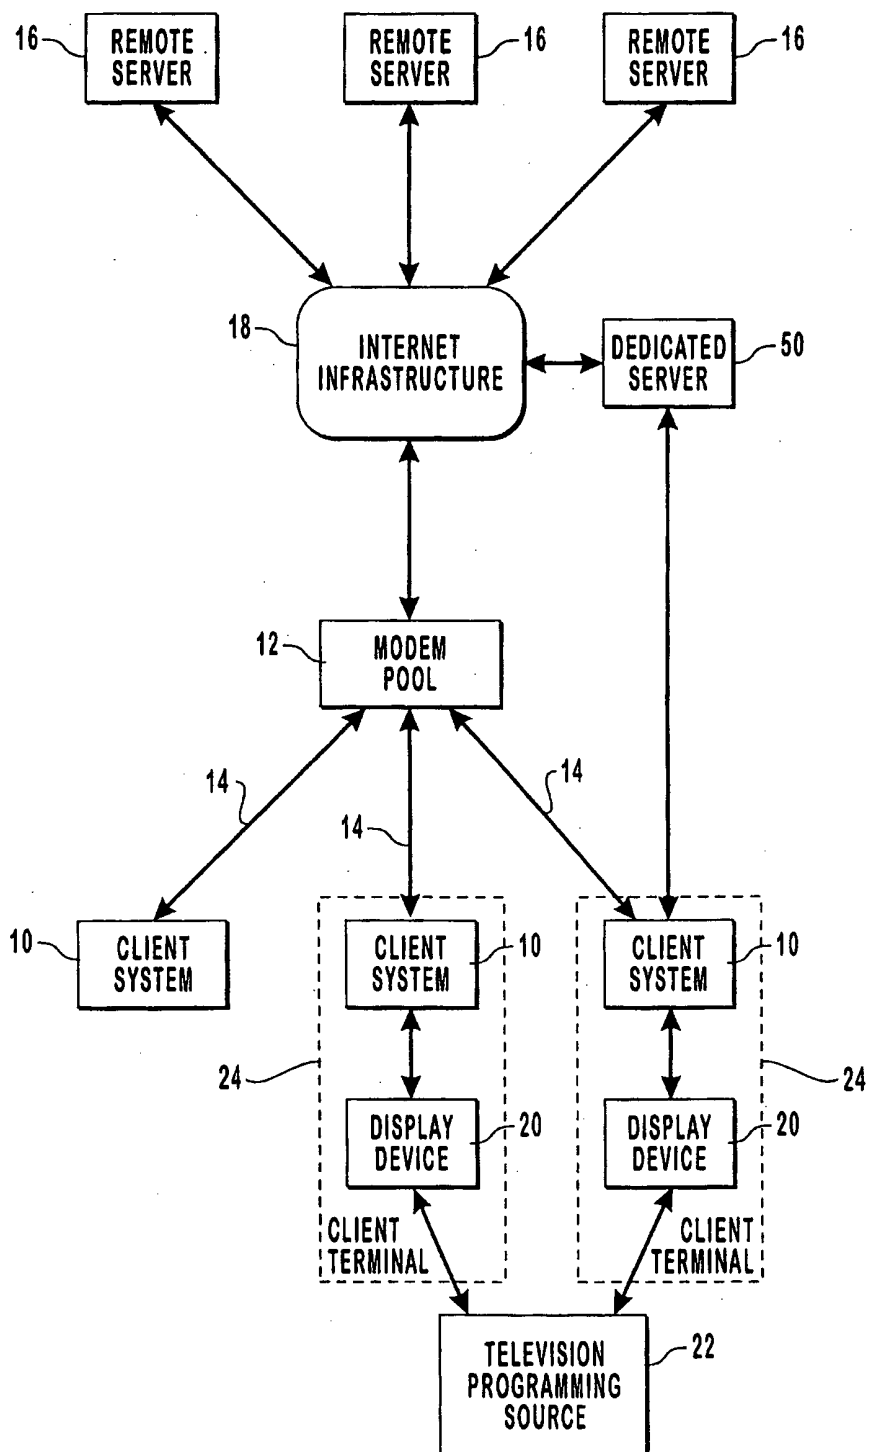 16
REMOTE
SERVER
REMOTE
SERVER
16
REMOTE
SERVER
16
18
INTERNET
INFRASTRUCTURE
DEDICATED
SERVER
50
12
MODEM
POOL
14
14
14
10
CLIENT
SYSTEM
CLIENT
SYSTEM
10
CLIENT
SYSTEM
10
24
24
DISPLAY
DEVICE
20
DISPLAY
DEVICE
20
CLIENT
TERMINAL
CLIENT
TERMINAL
TELEVISION
PROGRAMMING
SOURCE
22